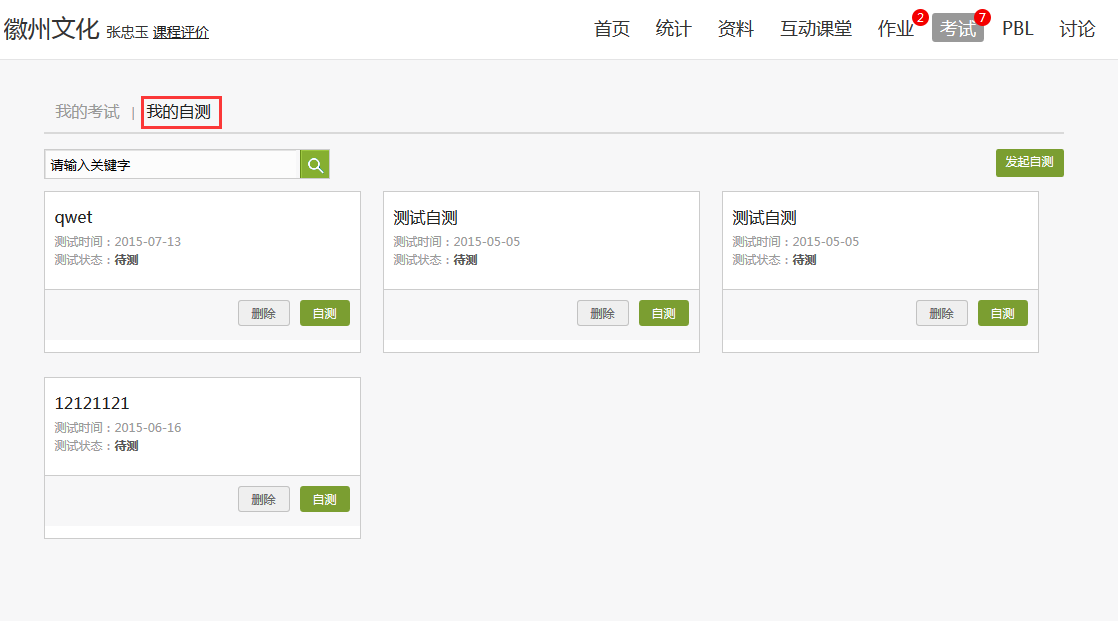 徽州文化 张忠玉 课程评价 首页 统计 资料 互动课堂 作业 2 考试 7 PBL 讨论
我的考试 | 我的自测
请输入关键字 发起自测
qwet
测试时间：2015-07-13
测试状态：待测
删除 自测
测试自测
测试时间：2015-05-05
测试状态：待测
删除 自测
测试自测
测试时间：2015-05-05
测试状态：待测
删除 自测
12121121
测试时间：2015-06-16
测试状态：待测
删除 自测